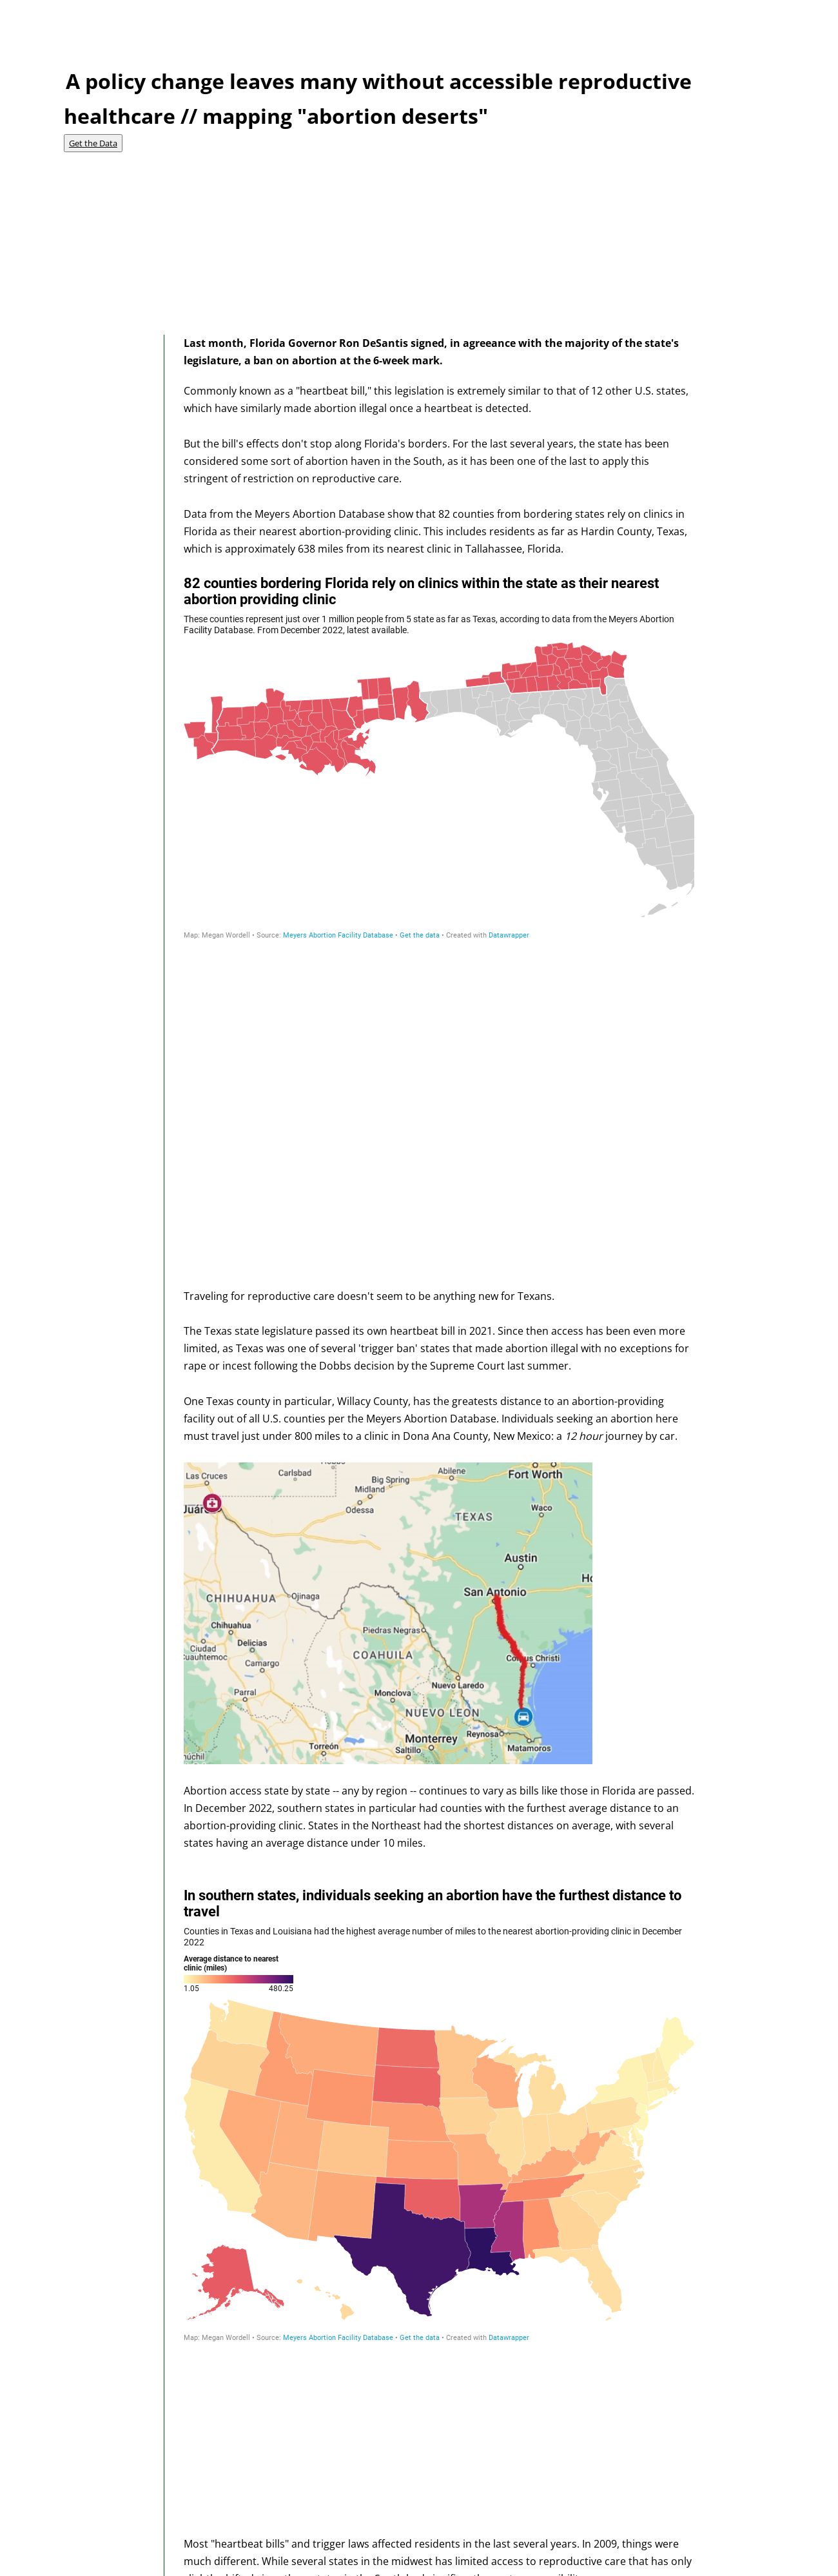 A policy change leaves many without accessible reproductive
healthcare // mapping "abortion deserts"
Get the Data
Last month, Florida Governor Ron DeSantis signed, in agreeance with the majority of the state's
legislature, a ban on abortion at the 6-week mark.
Commonly known as a "heartbeat bill," this legislation is extremely similar to that of 12 other U.S. states,
which have similarly made abortion illegal once a heartbeat is detected.
But the bill's effects don't stop along Florida's borders. For the last several years, the state has been
considered some sort of abortion haven in the South, as it has been one of the last to apply this
stringent of restriction on reproductive care.
Data from the Meyers Abortion Database show that 82 counties from bordering states rely on clinics in
Florida as their nearest abortion-providing clinic. This includes residents as far as Hardin County, Texas,
which is approximately 638 miles from its nearest clinic in Tallahassee, Florida.
82 counties bordering Florida rely on clinics within the state as their nearest
abortion providing clinic
These counties represent just over 1 million people from 5 state as far as Texas, according to data from the Meyers Abortion
Facility Database. From December 2022, latest available.
Map: Megan Wordell • Source: Meyers Abortion Facility Database • Get the data • Created with Datawrapper
Traveling for reproductive care doesn't seem to be anything new for Texans.
The Texas state legislature passed its own heartbeat bill in 2021. Since then access has been even more
limited, as Texas was one of several 'trigger ban' states that made abortion illegal with no exceptions for
rape or incest following the Dobbs decision by the Supreme Court last summer.
One Texas county in particular, Willacy County, has the greatests distance to an abortion-providing
facility out of all U.S. counties per the Meyers Abortion Database. Individuals seeking an abortion here
must travel just under 800 miles to a clinic in Dona Ana County, New Mexico: a 12 hour journey by car.
Las Cruces
Carlsbad
Big Spring
Abilene
Fort Worth
Midland
Odessa
Waco
TEXAS
Austin
San Antonio
CHIHUAHUA
Ojinaga
Chihuahua
Piedras Negras
Delicias
Ciudad
Cuauhtemoc
Camargo
COAHUILA
Corpus Christi
Nuevo Laredo
Parral
Monclova
NUEVO LEON
Reynosa
Monterrey
Matamoros
Torreón
Saltillo
Abortion access state by state -- any by region -- continues to vary as bills like those in Florida are passed.
In December 2022, southern states in particular had counties with the furthest average distance to an
abortion-providing clinic. States in the Northeast had the shortest distances on average, with several
states having an average distance under 10 miles.
In southern states, individuals seeking an abortion have the furthest distance to
travel
Counties in Texas and Louisiana had the highest average number of miles to the nearest abortion-providing clinic in December
2022
Average distance to nearest
clinic (miles)
1.05 480.25
Map: Megan Wordell • Source: Meyers Abortion Facility Database • Get the data • Created with Datawrapper
Most "heartbeat bills" and trigger laws affected residents in the last several years. In 2009, things were
much different. While several states in the midwest has limited access to reproductive care that has only